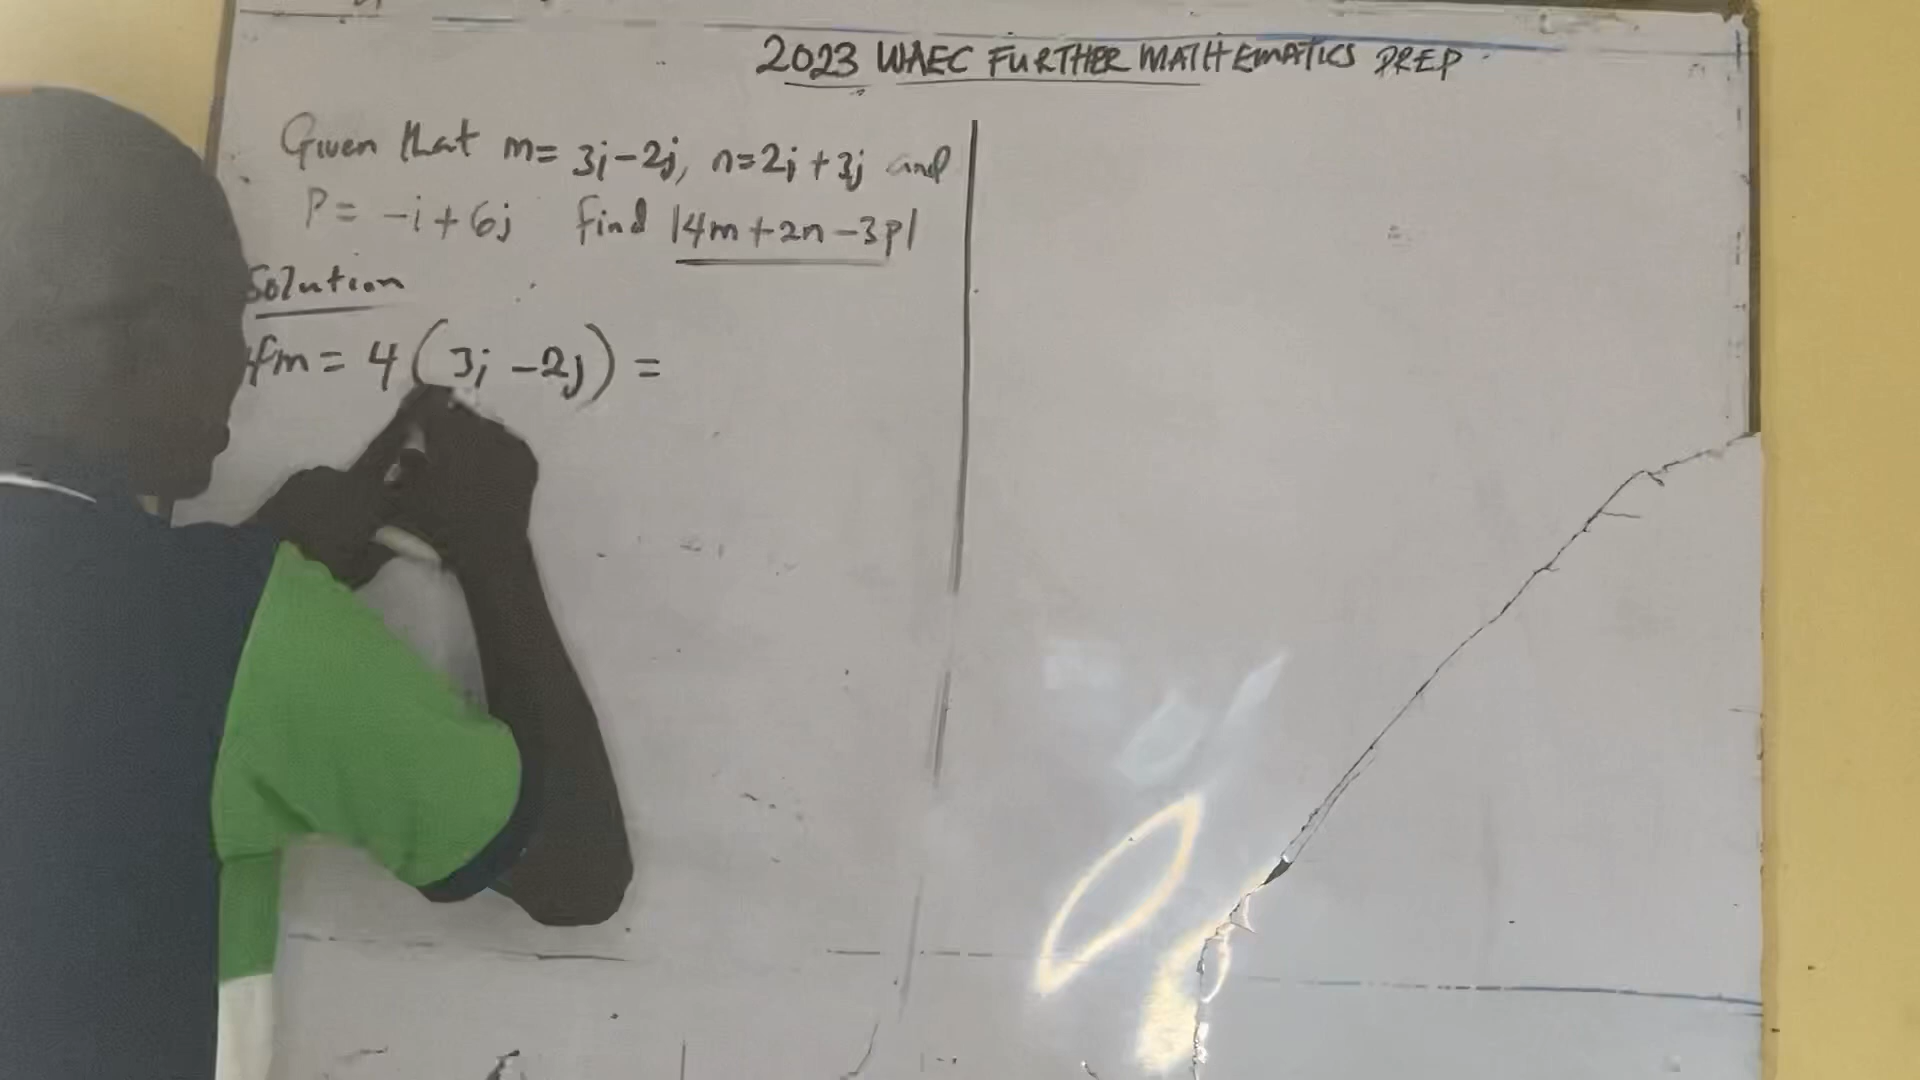 2023 WAEC FURTHER MATHEMATICS PREP
Given that m= 3i-2j, n=2i+3j and
P= -i+6j find |4m+2n-3p|
Solution
4m= 4(3i-2j) =